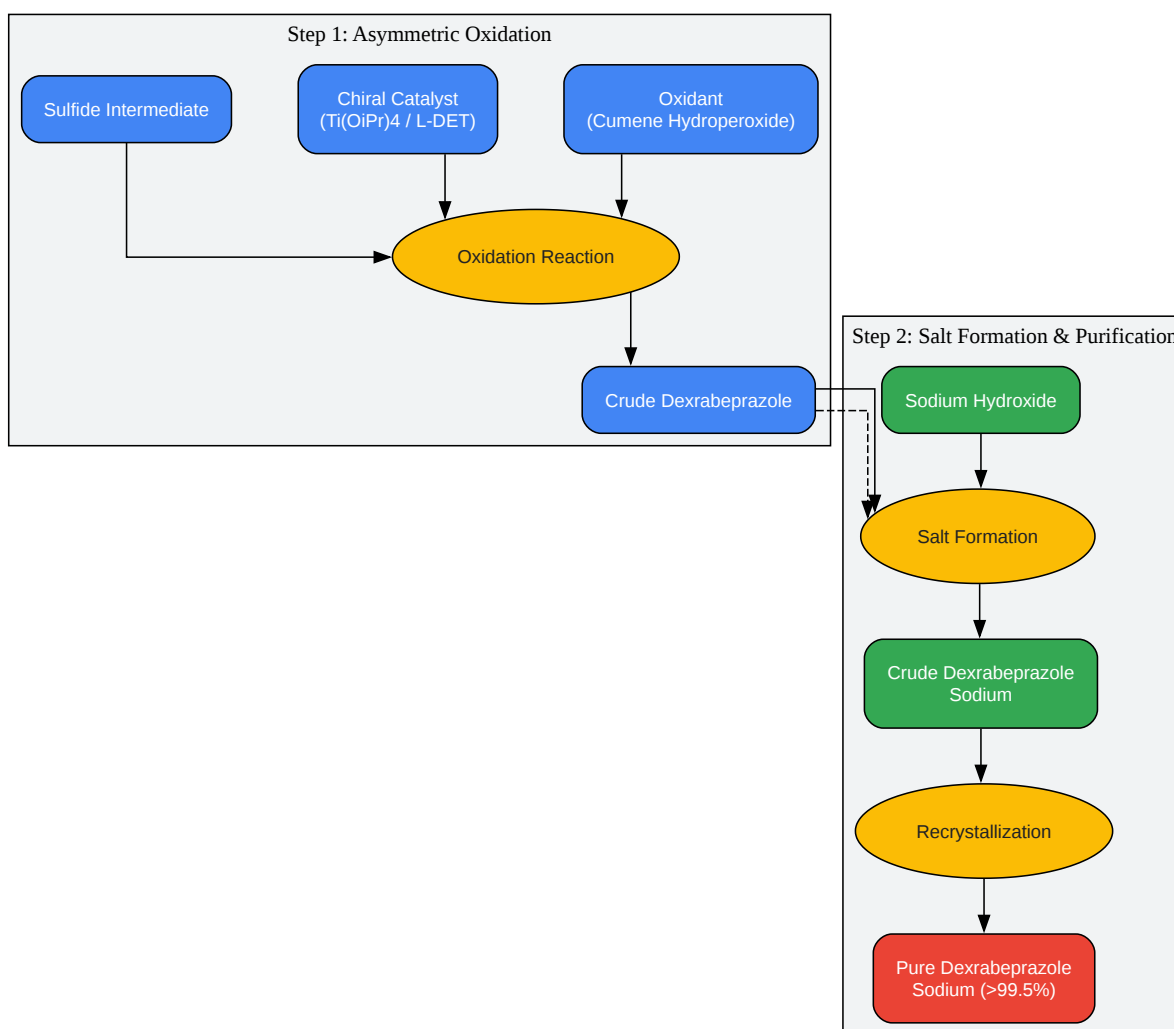 Step 1: Asymmetric Oxidation
Sulfide Intermediate
Chiral Catalyst
(Ti(OiPr)4 / L-DET)
Oxidant
(Cumene Hydroperoxide)
Oxidation Reaction
Crude Dexrabeprazole
Step 2: Salt Formation & Purification
Sodium Hydroxide
Salt Formation
Crude Dexrabeprazole
Sodium
Recrystallization
Pure Dexrabeprazole
Sodium (>99.5%)